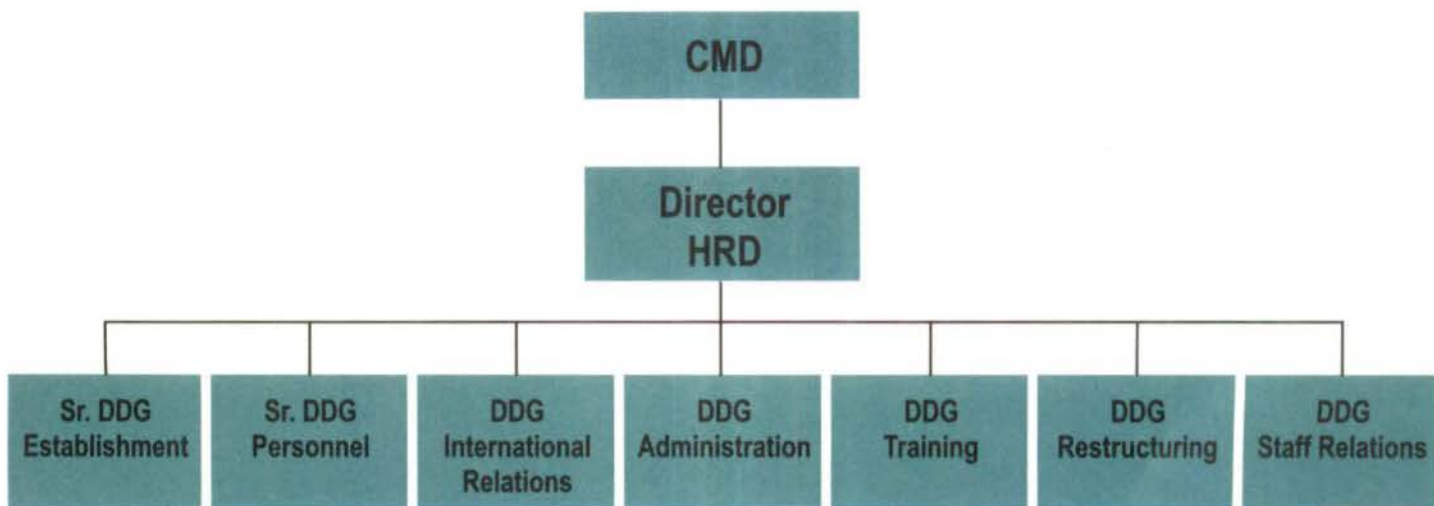 CMD
Director
HRD
Sr. DDG
Establishment
Sr. DDG
Personnel
DDG
International
Relations
DDG
Administration
DDG
Training
DDG
Restructuring
DDG
Staff Relations